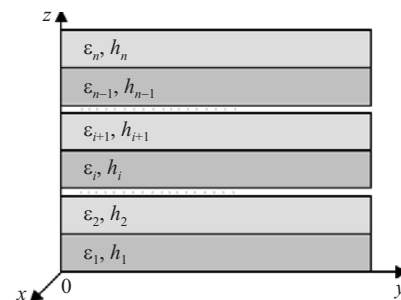 z
εₙ, hₙ
εₙ₋₁, hₙ₋₁
εᵢ₊₁, hᵢ₊₁
εᵢ, hᵢ
ε₂, h₂
ε₁, h₁
x 0 y